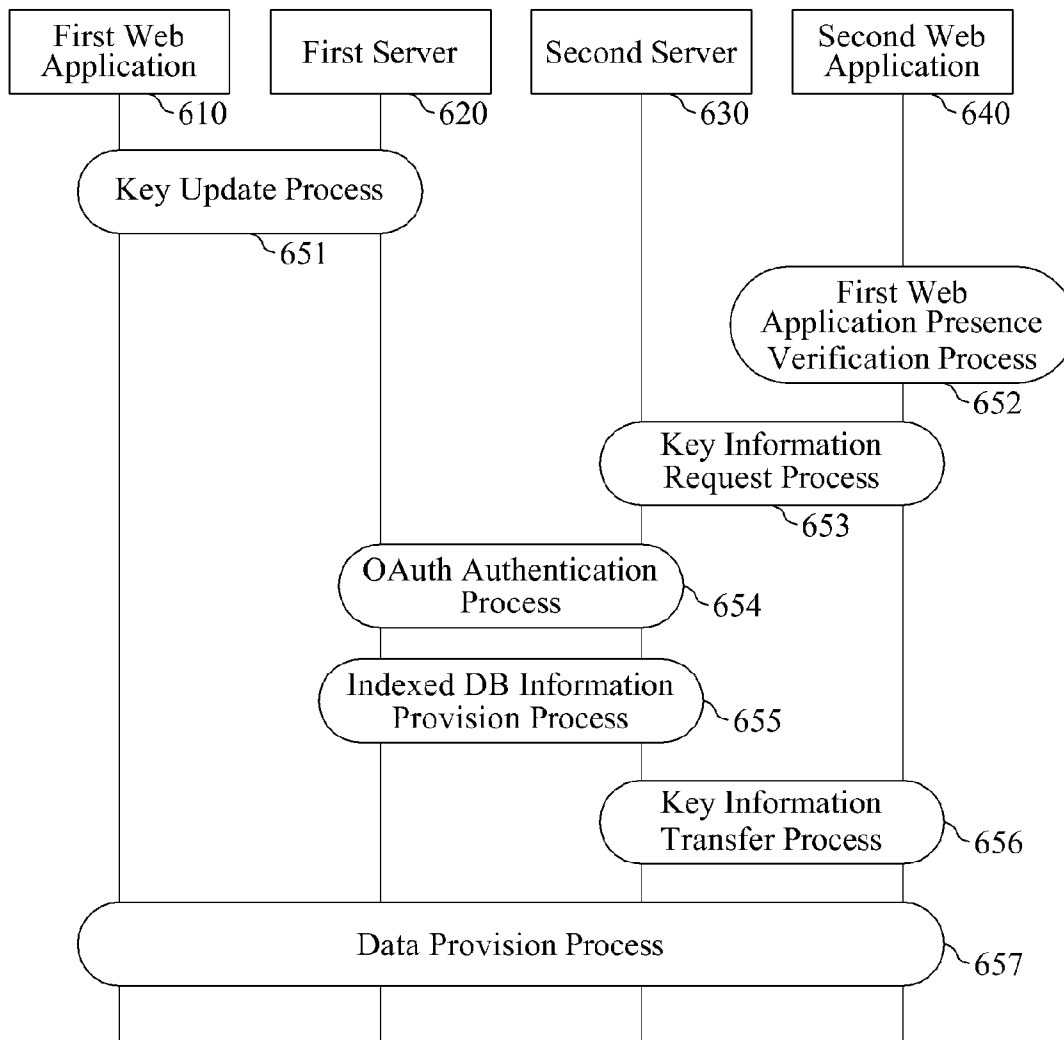 First Web
Application
First Server
Second Server
Second Web
Application
610
620
630
640
Key Update Process
651
First Web
Application Presence
Verification Process
652
Key Information
Request Process
653
OAuth Authentication
Process
654
Indexed DB Information
Provision Process
655
Key Information
Transfer Process
656
Data Provision Process
657